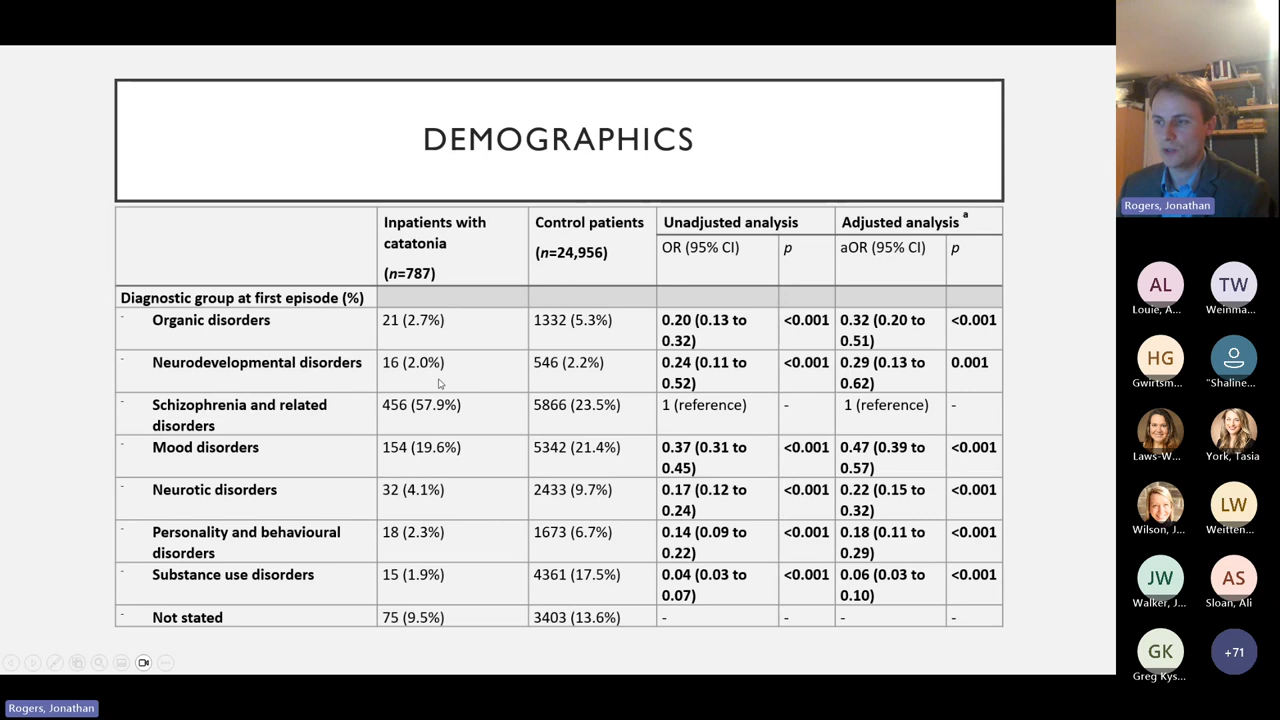 DEMOGRAPHICS
Inpatients with catatonia (n=787) Control patients (n=24,956) Unadjusted analysis Adjusted analysis a
OR (95% CI) p aOR (95% CI) p
Diagnostic group at first episode (%)
- Organic disorders 21 (2.7%) 1332 (5.3%) 0.20 (0.13 to 0.32) <0.001 0.32 (0.20 to 0.51) <0.001
- Neurodevelopmental disorders 16 (2.0%) 546 (2.2%) 0.24 (0.11 to 0.52) <0.001 0.29 (0.13 to 0.62) 0.001
- Schizophrenia and related disorders 456 (57.9%) 5866 (23.5%) 1 (reference) - 1 (reference) -
- Mood disorders 154 (19.6%) 5342 (21.4%) 0.37 (0.31 to 0.45) <0.001 0.47 (0.39 to 0.57) <0.001
- Neurotic disorders 32 (4.1%) 2433 (9.7%) 0.17 (0.12 to 0.24) <0.001 0.22 (0.15 to 0.32) <0.001
- Personality and behavioural disorders 18 (2.3%) 1673 (6.7%) 0.14 (0.09 to 0.22) <0.001 0.18 (0.11 to 0.29) <0.001
- Substance use disorders 15 (1.9%) 4361 (17.5%) 0.04 (0.03 to 0.07) <0.001 0.06 (0.03 to 0.10) <0.001
- Not stated 75 (9.5%) 3403 (13.6%) - - - -
Rogers, Jonathan
AL TW
Louie, A... Weinma...
HG
Gwirtsm... "Shaline...
Laws-W... York, Tasia
LW
Wilson, J... Weitten...
JW AS
Walker, J... Sloan, Ali
GK +71
Greg Kys...
Rogers, Jonathan